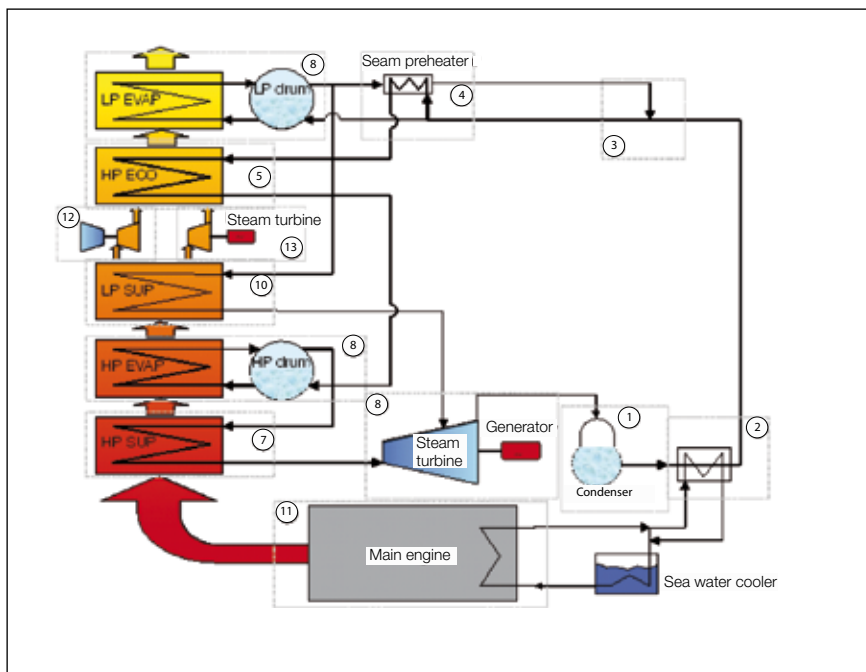 8
Seam preheater
LP EVAP
LP drum
4
3
HP ECO
5
12
Steam turbine
13
LP SUP
10
8
HP EVAP
HP drum
8
1
2
HP SUP
7
Generator
Steam
turbine
Condenser
11
Main engine
Sea water cooler